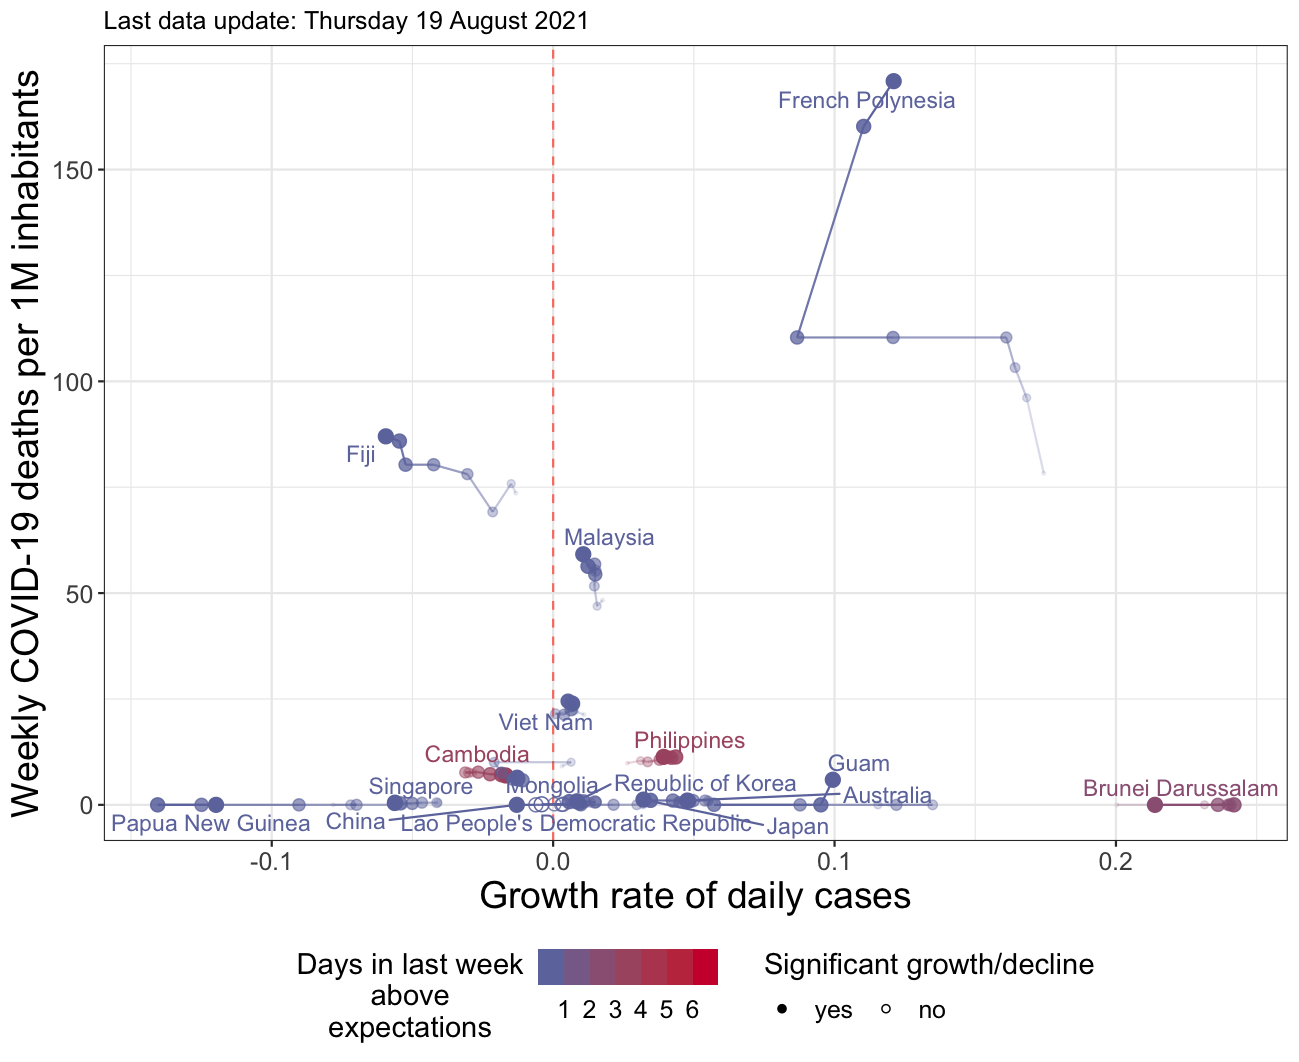 Last data update: Thursday 19 August 2021
Weekly COVID-19 deaths per 1M inhabitants
150
100
50
0
French Polynesia
Fiji
Malaysia
Viet Nam
Philippines
Cambodia
Guam
Singapore
Mongolia
Republic of Korea
Australia
Brunei Darussalam
Papua New Guinea
China
Lao People's Democratic Republic
Japan
-0.1
0.0
0.1
0.2
Growth rate of daily cases
Days in last week
above
expectations
1 2 3 4 5 6
Significant growth/decline
yes
no